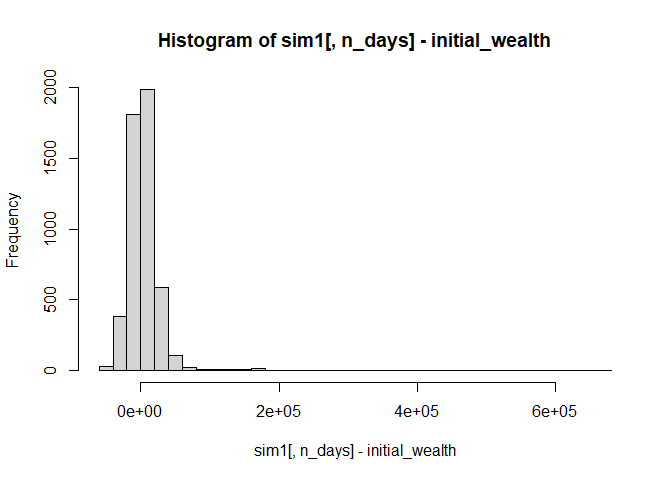 Histogram of sim1[, n_days] - initial_wealth
Frequency
2000
1500
1000
500
0
0e+00 2e+05 4e+05 6e+05
sim1[, n_days] - initial_wealth